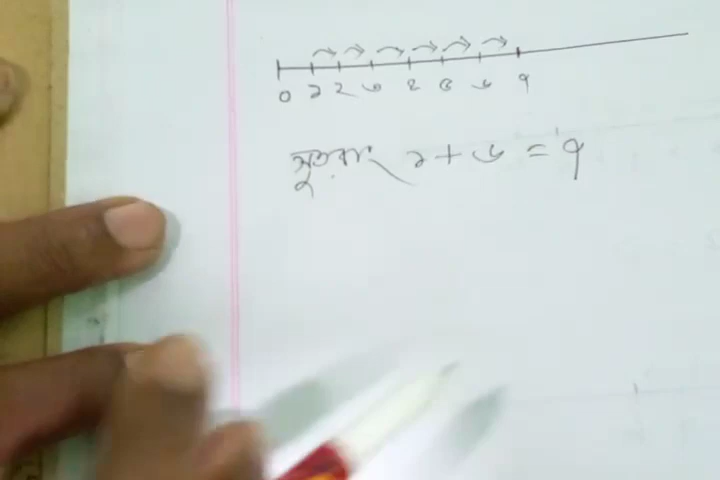 ০ ১ ২ ৩ ৪ ৫ ৬ ৭
সুতরাং ১ + ৬ = ৭